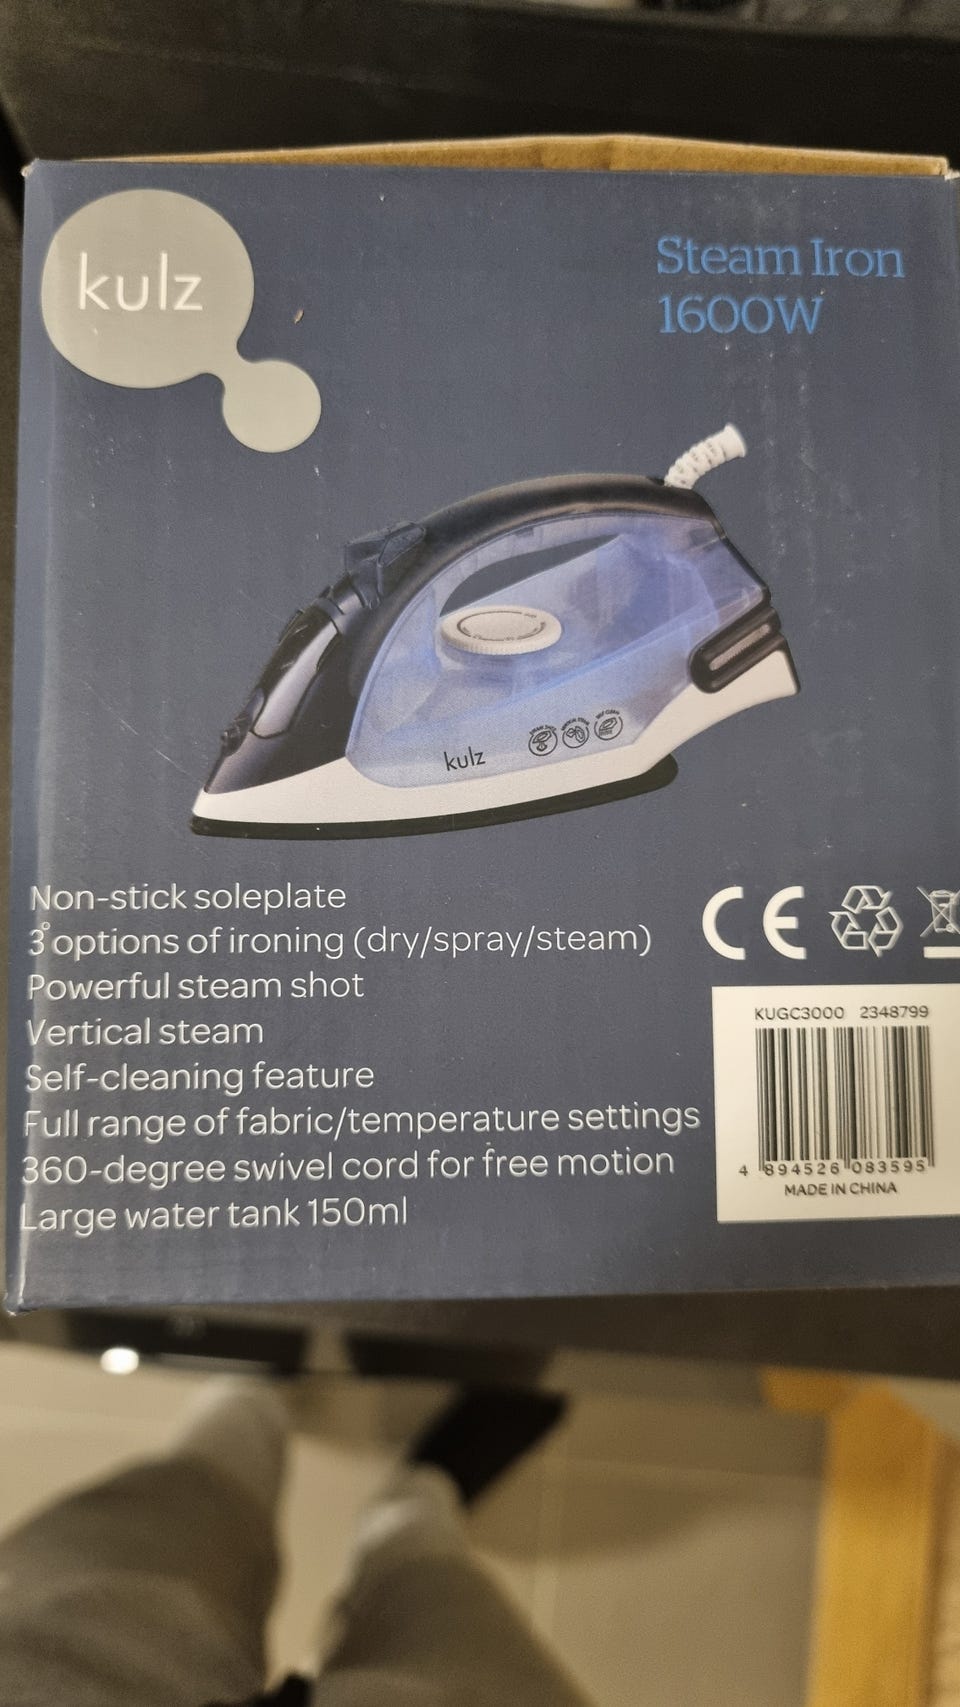 kulz
Steam Iron
1600W
kulz
Non-stick soleplate
3 options of ironing (dry/spray/steam)
Powerful steam shot
Vertical steam
Self-cleaning feature
Full range of fabric/temperature settings
360-degree swivel cord for free motion
Large water tank 150ml
CE
KUGC3000 2348799
4 894526 083595
MADE IN CHINA